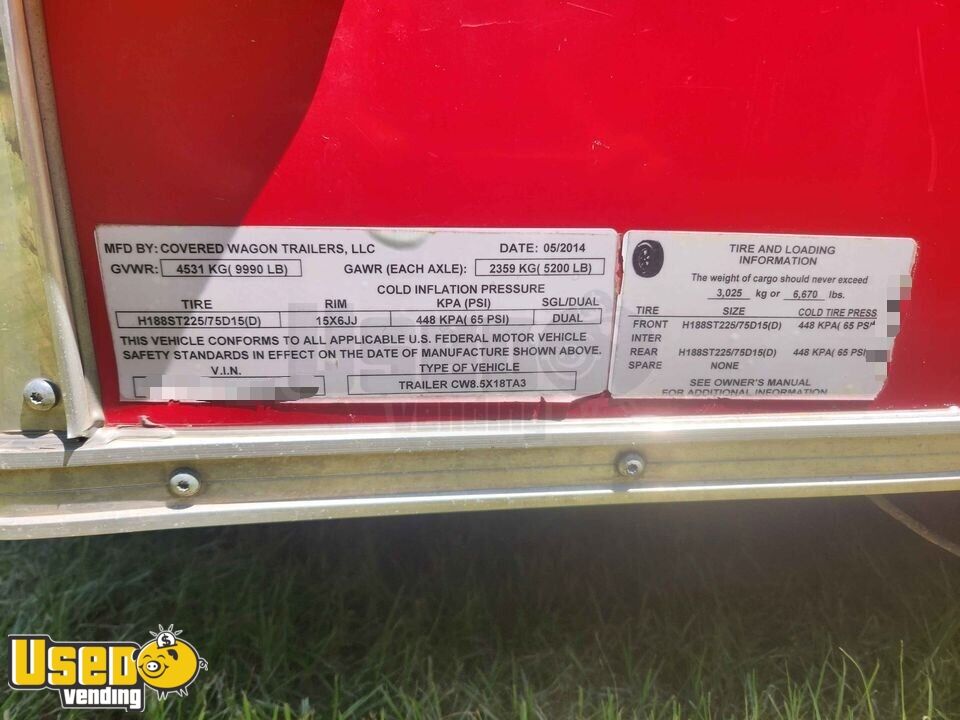 MFD BY: COVERED WAGON TRAILERS, LLC DATE: 05/2014
GVWR: 4531 KG( 9990 LB) GAWR (EACH AXLE): 2359 KG( 5200 LB)
COLD INFLATION PRESSURE
TIRE RIM KPA (PSI) SGL/DUAL
H188ST225/75D15(D) 15X6JJ 448 KPA( 65 PSI) DUAL
THIS VEHICLE CONFORMS TO ALL APPLICABLE U.S. FEDERAL MOTOR VEHICLE
SAFETY STANDARDS IN EFFECT ON THE DATE OF MANUFACTURE SHOWN ABOVE.
V.I.N. TYPE OF VEHICLE
TRAILER CW8.5X18TA3
TIRE AND LOADING
INFORMATION
The weight of cargo should never exceed
3,025 kg or 6,670 lbs.
TIRE SIZE COLD TIRE PRESS
FRONT H188ST225/75D15(D) 448 KPA( 65 PSI
INTER
REAR H188ST225/75D15(D) 448 KPA( 65 PSI
SPARE NONE
SEE OWNER'S MANUAL
FOR ADDITIONAL INFORMATION
Used
vending
Used
vending